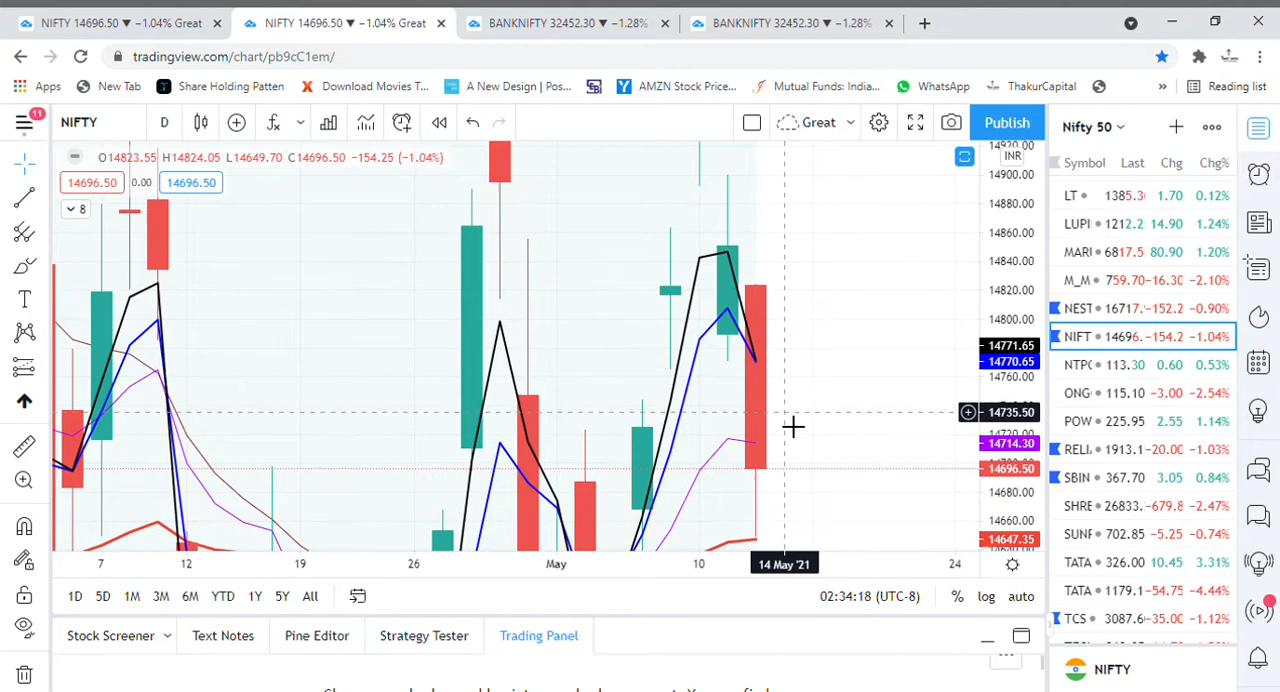 NIFTY 14696.50 ▼ −1.04% Great
NIFTY 14696.50 ▼ −1.04% Great
BANKNIFTY 32452.30 ▼ −1.28%
BANKNIFTY 32452.30 ▼ −1.28%
tradingview.com/chart/pb9cC1em/
Apps
New Tab
Share Holding Patten
Download Movies T...
A New Design | Pos...
AMZN Stock Price...
Mutual Funds: India...
WhatsApp
ThakurCapital
»
Reading list
11
NIFTY
D
Great
Publish
Nifty 50
O14823.55 H14824.05 L14649.70 C14696.50 −154.25 (−1.04%)
14696.50 0.00 14696.50
8
14920.00
INR
14900.00
14880.00
14860.00
14840.00
14820.00
14800.00
14771.65
14770.65
14760.00
14735.50
14720.00
14714.30
14696.50
14680.00
14660.00
14647.35
Symbol Last Chg Chg%
LT 1385.3 1.70 0.12%
LUPI 1212.2 14.90 1.24%
MARU 6817.5 80.90 1.20%
M_M 759.70 −16.30 −2.10%
NEST 16717. −152.2 −0.90%
NIFT 14696. −154.2 −1.04%
NTPC 113.30 0.60 0.53%
ONG 115.10 −3.00 −2.54%
POW 225.95 2.55 1.14%
RELI 1913.1 −20.00 −1.03%
SBIN 367.70 3.05 0.84%
SHRE 26833. −679.8 −2.47%
SUNF 702.85 −5.25 −0.74%
TATA 326.00 10.45 3.31%
TATA 1179.1 −54.75 −4.44%
TCS 3087.6 −35.00 −1.12%
7 12 19 26 May 10 14 May '21 24
1D 5D 1M 3M 6M YTD 1Y 5Y All
02:34:18 (UTC-8)
% log auto
Stock Screener
Text Notes
Pine Editor
Strategy Tester
Trading Panel
NIFTY